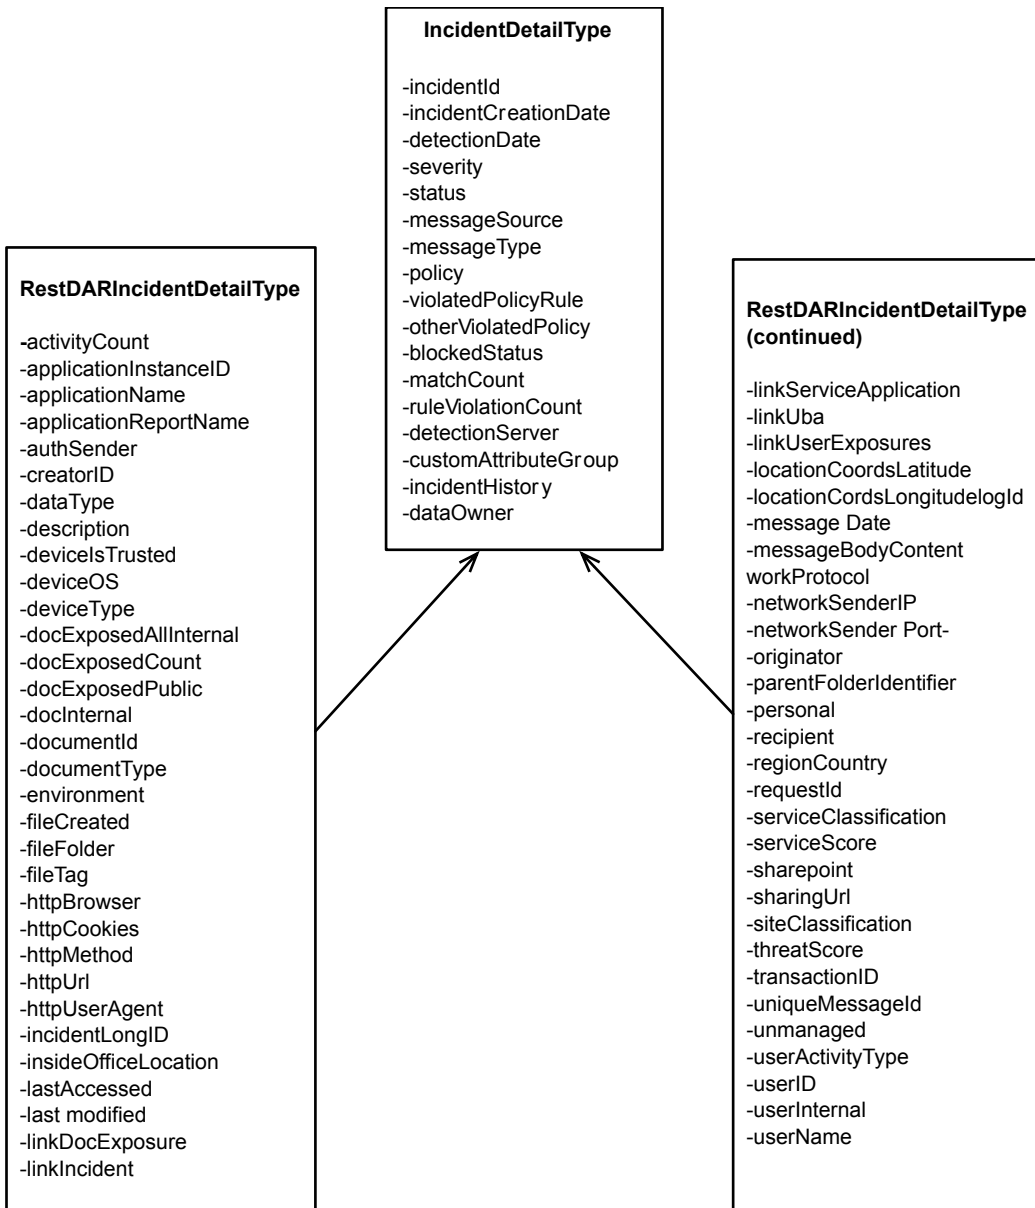 IncidentDetailType
-incidentId
-incidentCreationDate
-detectionDate
-severity
-status
-messageSource
-messageType
-policy
-violatedPolicyRule
-otherViolatedPolicy
-blockedStatus
-matchCount
-ruleViolationCount
-detectionServer
-customAttributeGroup
-incidentHistory
-dataOwner
RestDARIncidentDetailType
-activityCount
-applicationInstanceID
-applicationName
-applicationReportName
-authSender
-creatorID
-dataType
-description
-deviceIsTrusted
-deviceOS
-deviceType
-docExposedAllInternal
-docExposedCount
-docExposedPublic
-docInternal
-documentId
-documentType
-environment
-fileCreated
-fileFolder
-fileTag
-httpBrowser
-httpCookies
-httpMethod
-httpUrl
-httpUserAgent
-incidentLongID
-insideOfficeLocation
-lastAccessed
-last modified
-linkDocExposure
-linkIncident
RestDARIncidentDetailType
(continued)
-linkServiceApplication
-linkUba
-linkUserExposures
-locationCoordsLatitude
-locationCordsLongitudelogId
-message Date
-messageBodyContent
workProtocol
-networkSenderIP
-networkSender Port-
-originator
-parentFolderIdentifier
-personal
-recipient
-regionCountry
-requestId
-serviceClassification
-serviceScore
-sharepoint
-sharingUrl
-siteClassification
-threatScore
-transactionID
-uniqueMessageId
-unmanaged
-userActivityType
-userID
-userInternal
-userName